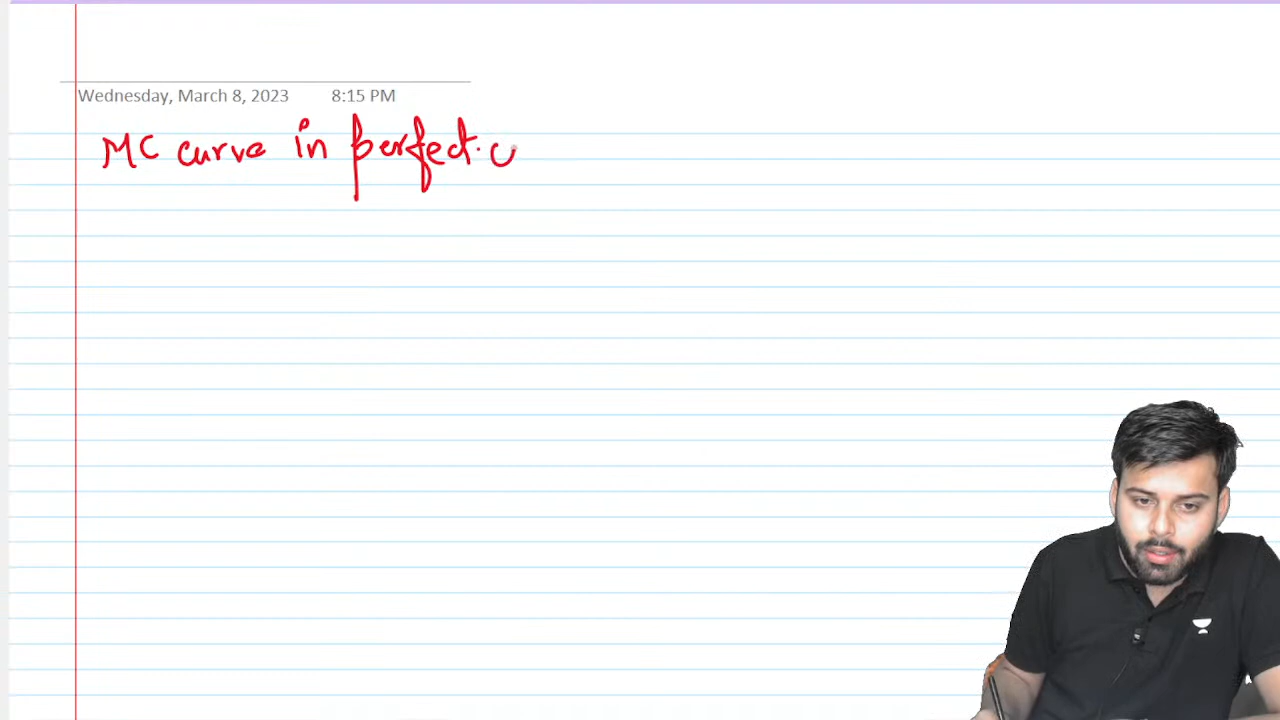 Wednesday, March 8, 2023 8:15 PM
MC curve in perfect. c